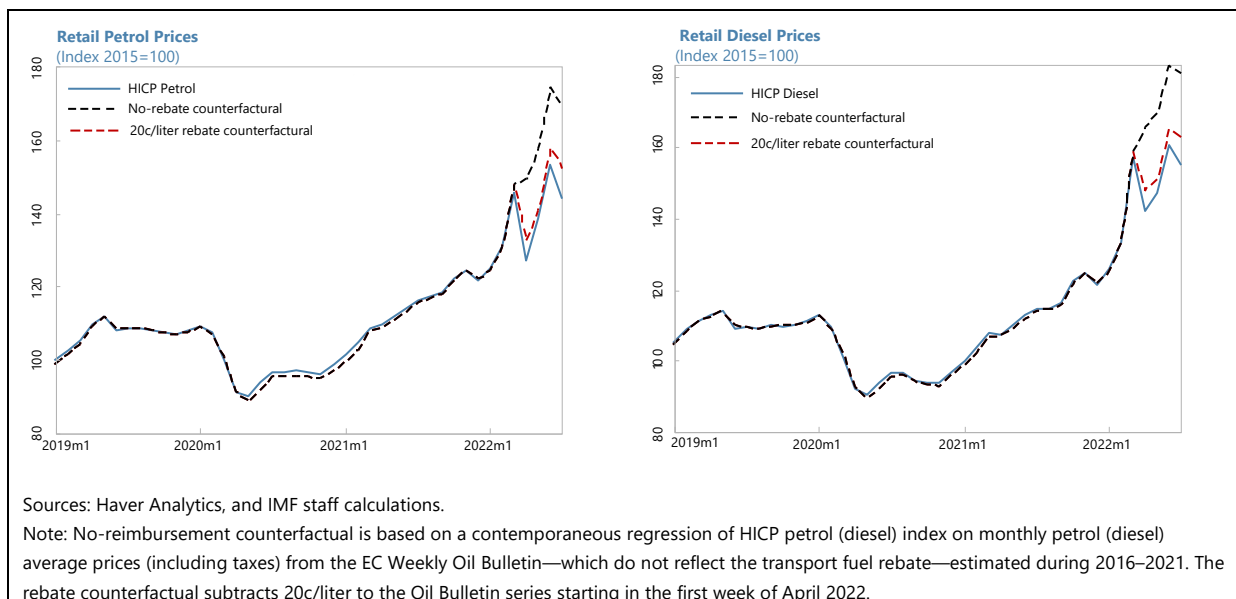 Retail Petrol Prices
(Index 2015=100)
180
160
140
120
100
80
HICP Petrol
No-rebate counterfactural
20c/liter rebate counterfactural
2019m1 2020m1 2021m1 2022m1
Retail Diesel Prices
(Index 2015=100)
180
160
140
120
100
80
HICP Diesel
No-rebate counterfactural
20c/liter rebate counterfactural
2019m1 2020m1 2021m1 2022m1
Sources: Haver Analytics, and IMF staff calculations.
Note: No-reimbursement counterfactual is based on a contemporaneous regression of HICP petrol (diesel) index on monthly petrol (diesel)
average prices (including taxes) from the EC Weekly Oil Bulletin—which do not reflect the transport fuel rebate—estimated during 2016–2021. The
rebate counterfactual subtracts 20c/liter to the Oil Bulletin series starting in the first week of April 2022.